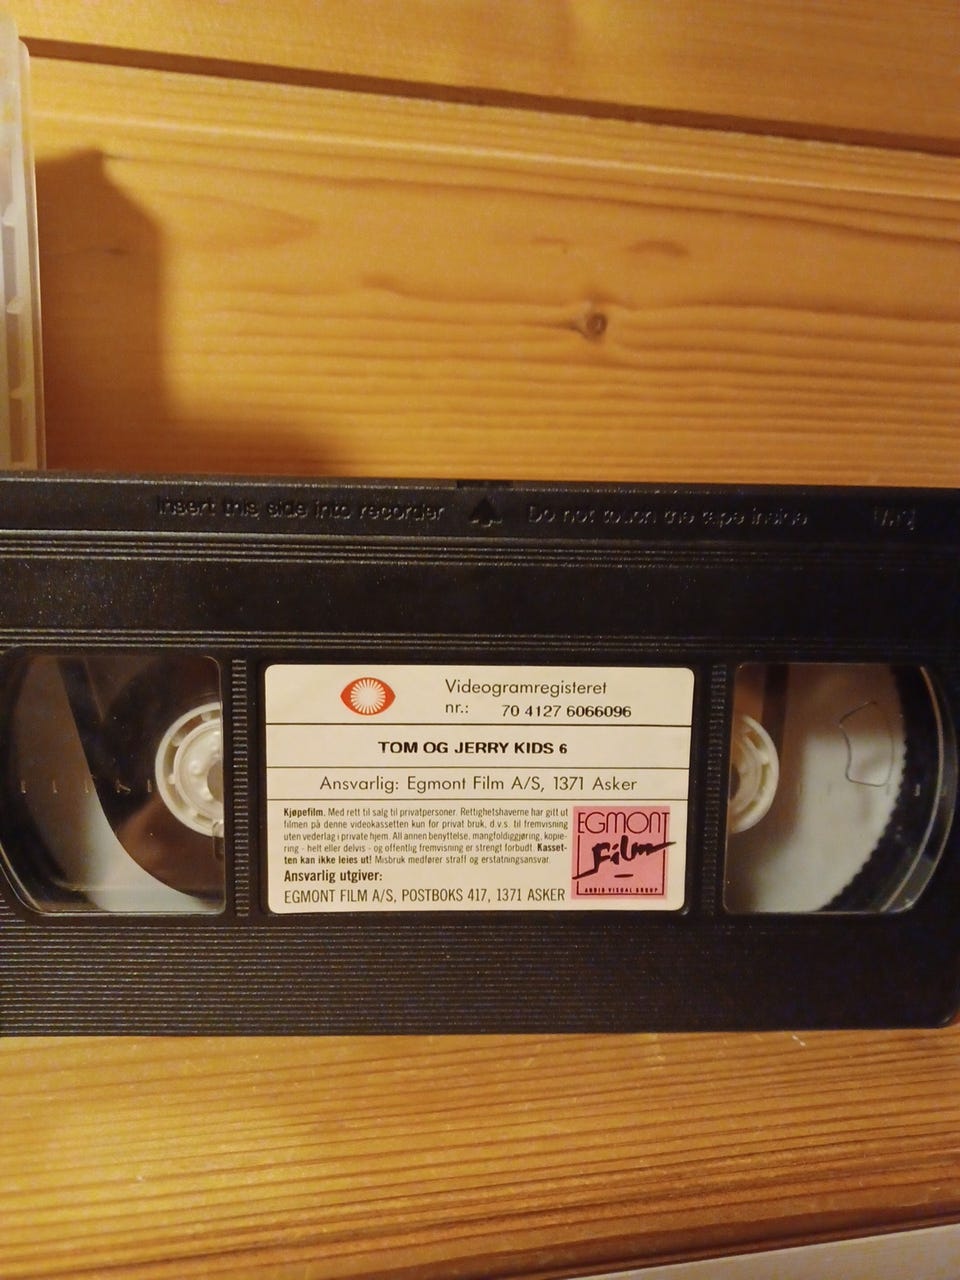 Insert this side into recorder
Do not touch the tape inside
Videogramregisteret
nr.: 70 4127 6066096
TOM OG JERRY KIDS 6
Ansvarlig: Egmont Film A/S, 1371 Asker
Kjøpefilm. Med rett til salg til privatpersoner. Rettighetshaverne har gitt ut
filmen på denne videokassetten kun for privat bruk, d.v.s. til fremvisning
uten vederlag i private hjem. All annen benyttelse, mangfoldiggjøring, kopie-
ring - helt eller delvis - og offentlig fremvisning er strengt forbudt. Kasset-
ten kan ikke leies ut! Misbruk medfører straff og erstatningsansvar.
Ansvarlig utgiver:
EGMONT FILM A/S, POSTBOKS 417, 1371 ASKER
EGMONT
Film
AUDIO VISUAL GROUP